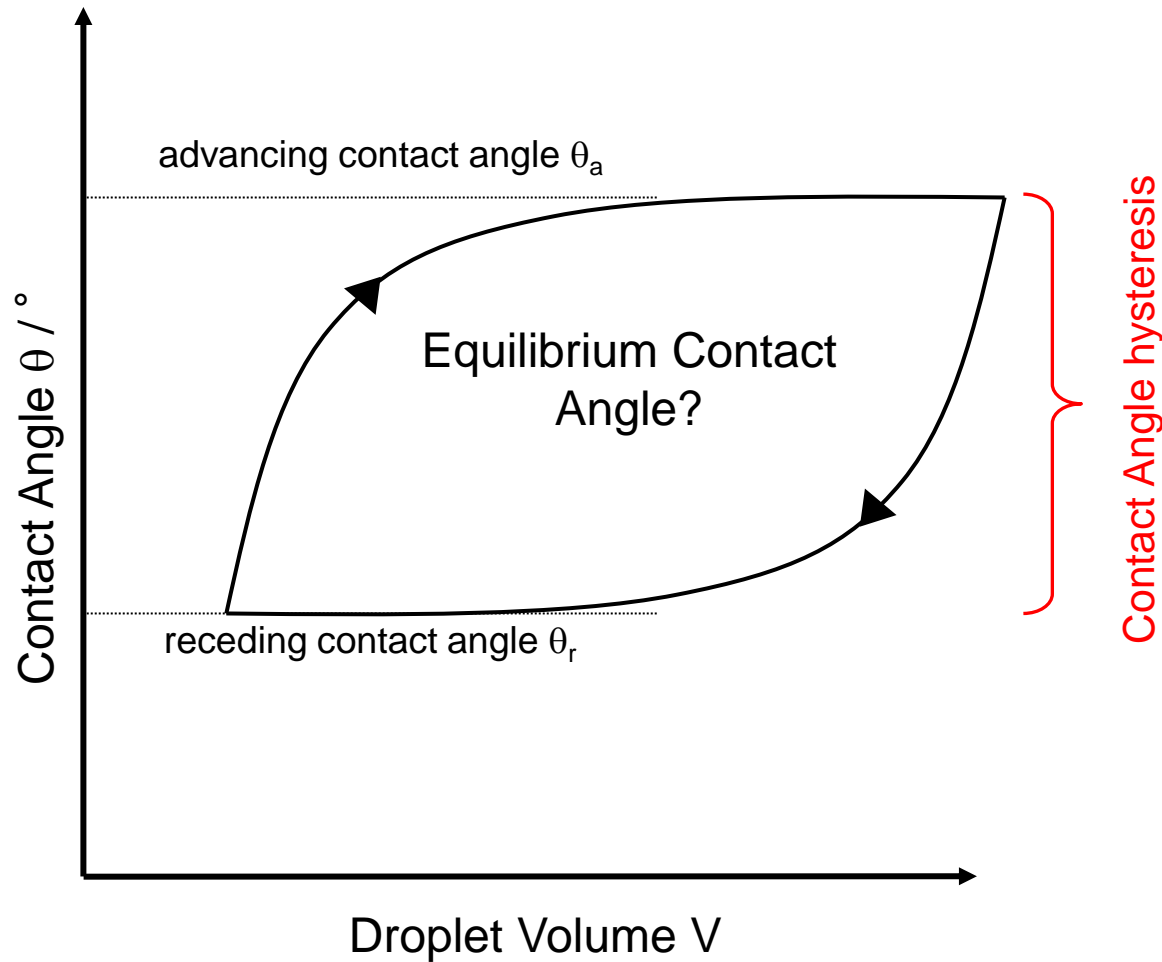 advancing contact angle θa
Contact Angle θ / °
Equilibrium Contact
Angle?
Contact Angle hysteresis
receding contact angle θr
Droplet Volume V